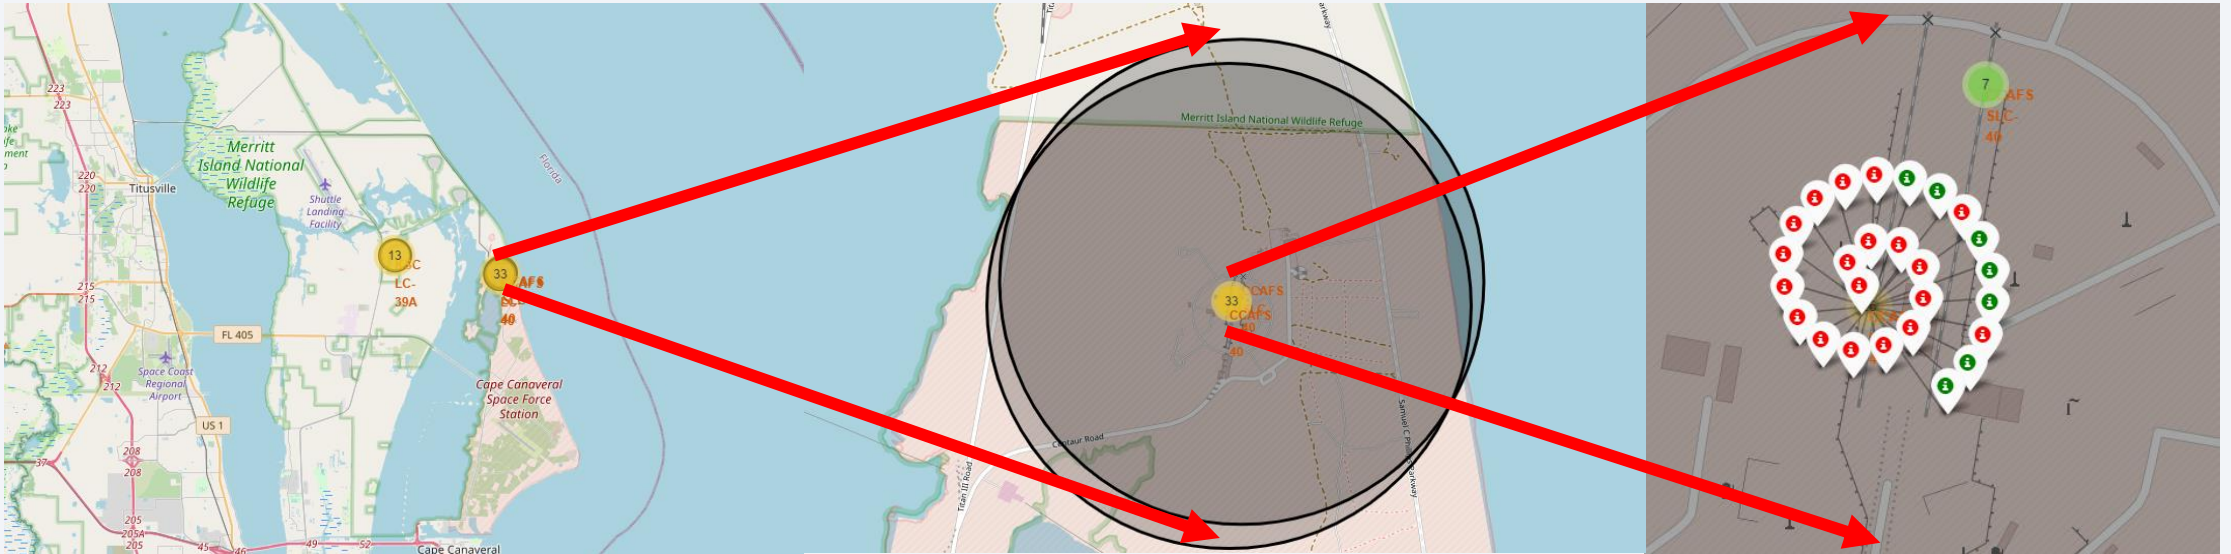 223
223
Merritt
Island National
Wildlife
Refuge
220
220
Titusville
Shuttle
Landing
Facility
Florida
13
LC-
39A
33
AFS
40
215
215
FL 405
Space Coast
Regional
Airport
212
212
US 1
Cape Canaveral
Space Force
Station
208
208
37
205
205A
205
45
46
49
52
Cape Canaveral
Merritt Island National Wildlife Refuge
33
CCAFS
CCAFS
40
40
Centaur Road
Titan III Road
Samuel C Phillips Parkway
7
AFS
SLC-
40